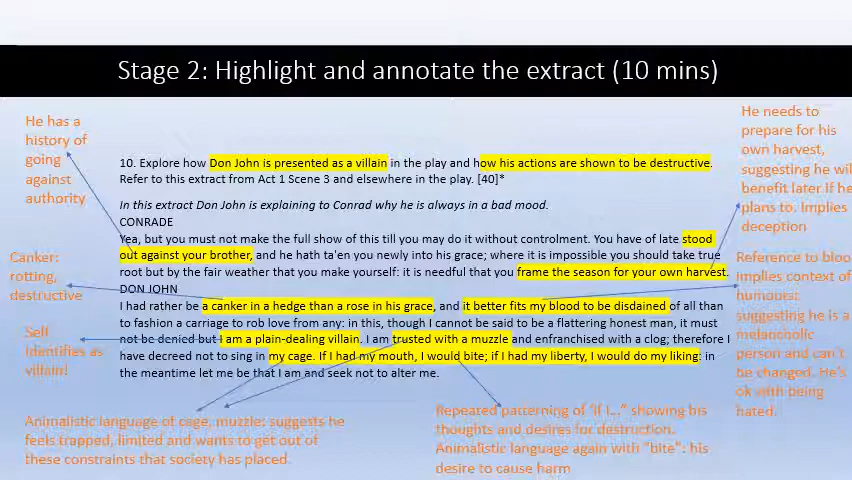 Stage 2: Highlight and annotate the extract (10 mins)
He has a
history of
going
against
authority
Canker:
rotting,
destructive
Self
Identifies as
villain!
10. Explore how Don John is presented as a villain in the play and how his actions are shown to be destructive.
Refer to this extract from Act 1 Scene 3 and elsewhere in the play. [40]*
In this extract Don John is explaining to Conrad why he is always in a bad mood.
CONRADE
Yea, but you must not make the full show of this till you may do it without controlment. You have of late stood
out against your brother, and he hath ta'en you newly into his grace; where it is impossible you should take true
root but by the fair weather that you make yourself: it is needful that you frame the season for your own harvest.
DON JOHN
I had rather be a canker in a hedge than a rose in his grace, and it better fits my blood to be disdained of all than
to fashion a carriage to rob love from any: in this, though I cannot be said to be a flattering honest man, it must
not be denied but I am a plain-dealing villain. I am trusted with a muzzle and enfranchised with a clog; therefore I
have decreed not to sing in my cage. If I had my mouth, I would bite; if I had my liberty, I would do my liking: in
the meantime let me be that I am and seek not to alter me.
He needs to
prepare for his
own harvest,
suggesting he wil
benefit later if he
plans to. Implies
deception
Reference to bloo
implies context of
humours:
suggesting he is a
melancholic
person and can't
be changed. He's
ok with being
hated.
Animalistic language of cage, muzzle: suggests he
feels trapped, limited and wants to get out of
these constraints that society has placed.
Repeated patterning of "if I…" showing his
thoughts and desires for destruction.
Animalistic language again with "bite": his
desire to cause harm